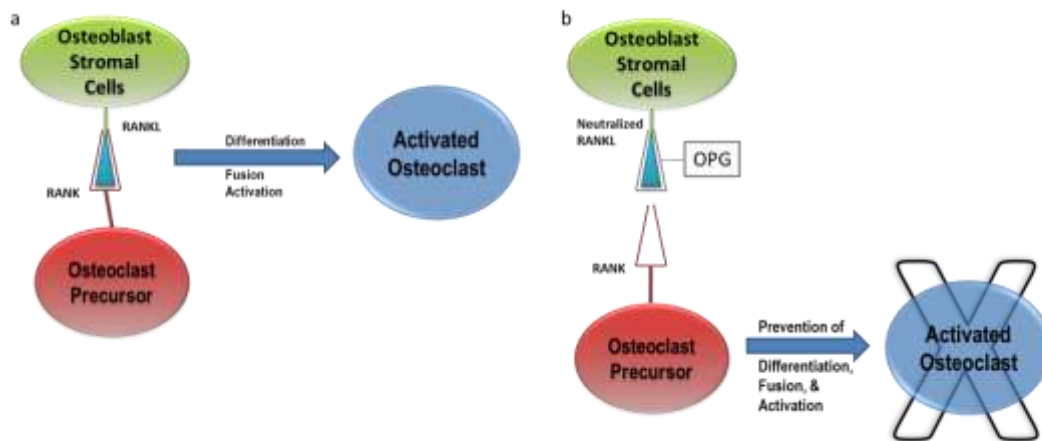 a
Osteoblast
Stromal
Cells
RANKL
RANK
Osteoclast
Precursor
Differentiation
Fusion
Activation
Activated
Osteoclast
b
Osteoblast
Stromal
Cells
Neutralized
RANKL
OPG
RANK
Osteoclast
Precursor
Prevention of
Differentiation,
Fusion, &
Activation
Activated
Osteoclast